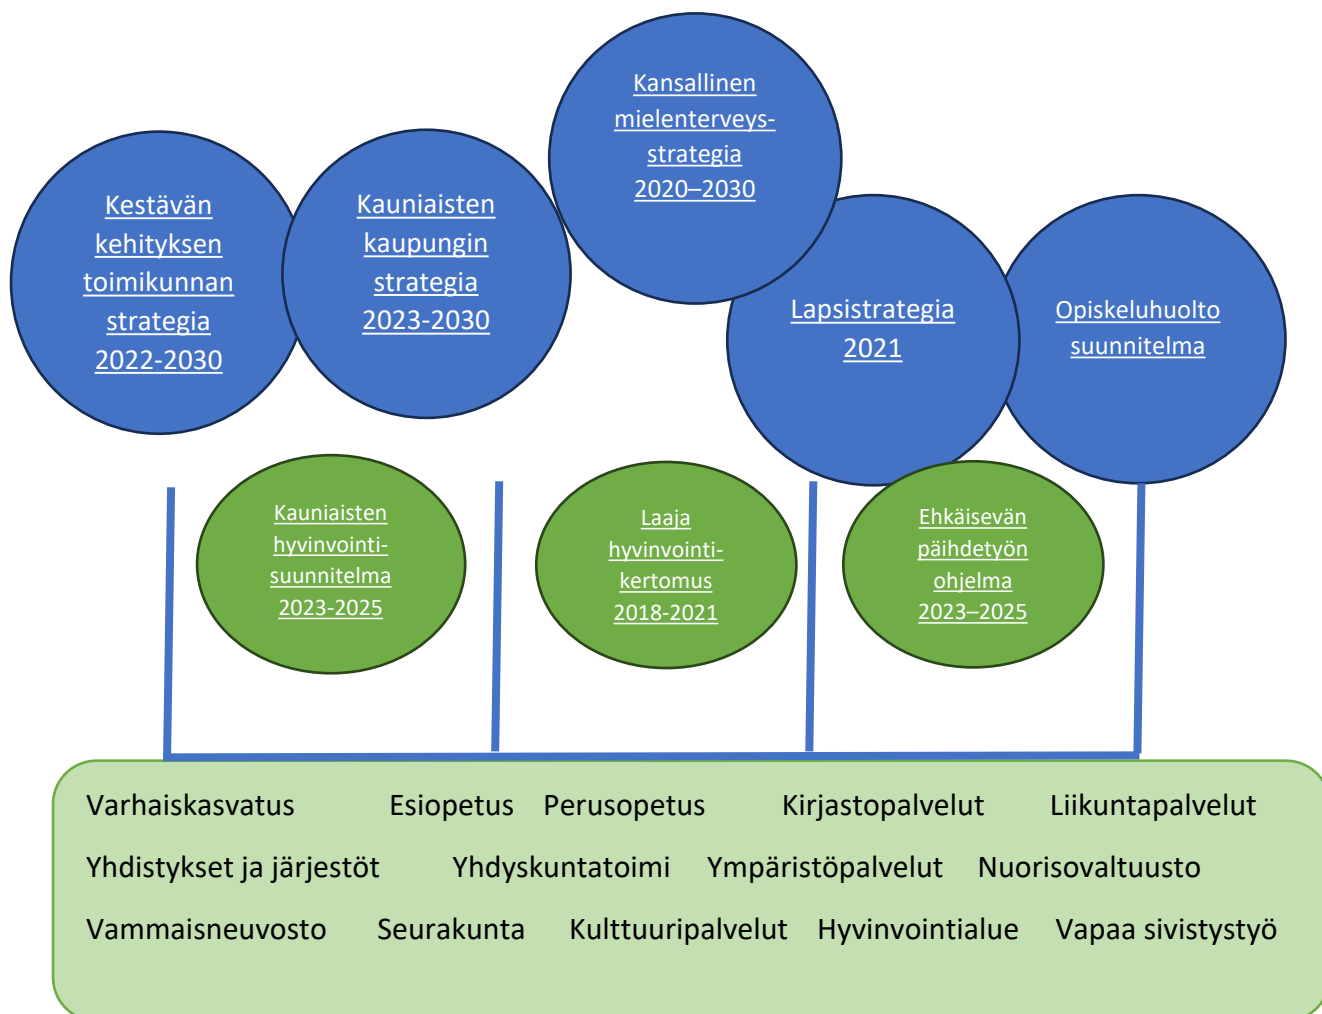 Kestävän
kehityksen
toimikunnan
strategia
2022-2030
Kauniaisten
kaupungin
strategia
2023-2030
Kansallinen
mielenterveys-
strategia
2020–2030
Lapsistrategia
2021
Opiskeluhuolto
suunnitelma
Kauniaisten
hyvinvointi-
suunnitelma
2023-2025
Laaja
hyvinvointi-
kertomus
2018-2021
Ehkäisevän
päihdetyön
ohjelma
2023–2025
Varhaiskasvatus Esiopetus Perusopetus Kirjastopalvelut Liikuntapalvelut
Yhdistykset ja järjestöt Yhdyskuntatoimi Ympäristöpalvelut Nuorisovaltuusto
Vammaisneuvosto Seurakunta Kulttuuripalvelut Hyvinvointialue Vapaa sivistystyö